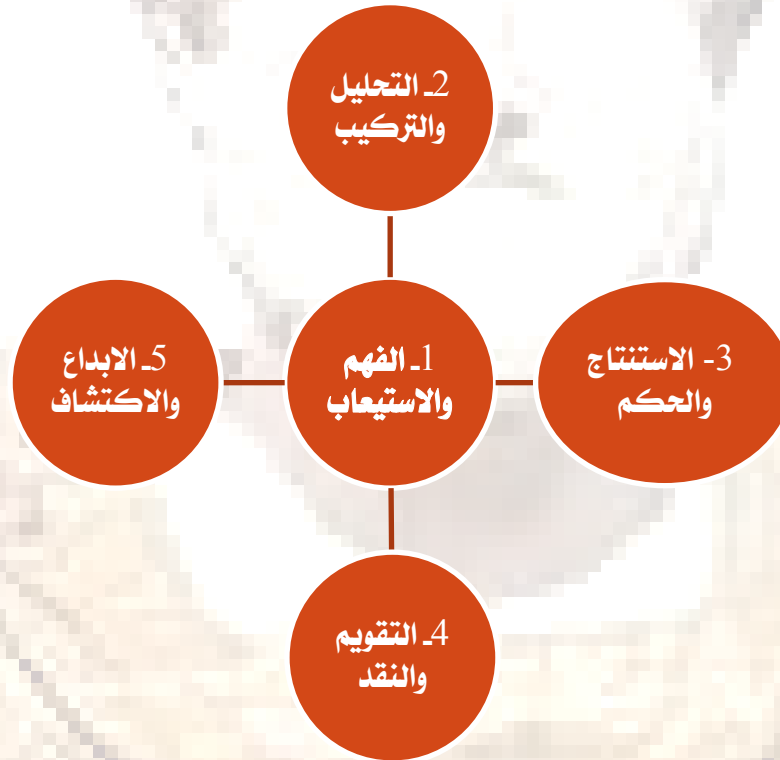 1ـ الفهم
والاستيعاب
2ـ التحليل
والتركيب
3- الاستنتاج
والحكم
4ـ التقويم
والنقد
5ـ الابداع
والاكتشاف